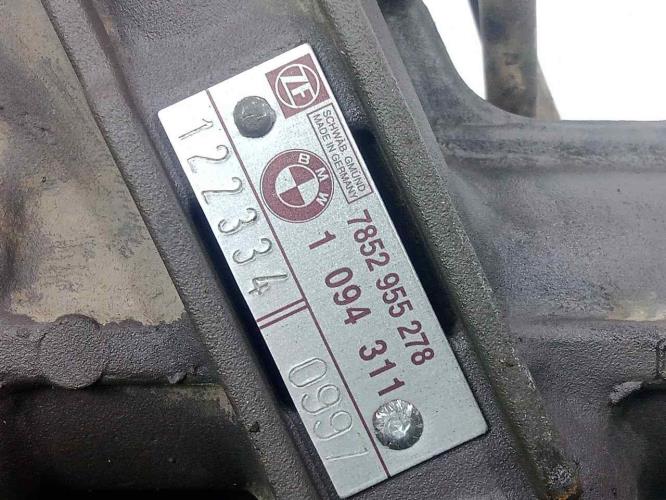 ZF
SCHWÄB. GMÜND
MADE IN GERMANY
BMW
7852 955 278
1 094 311
122334 0997